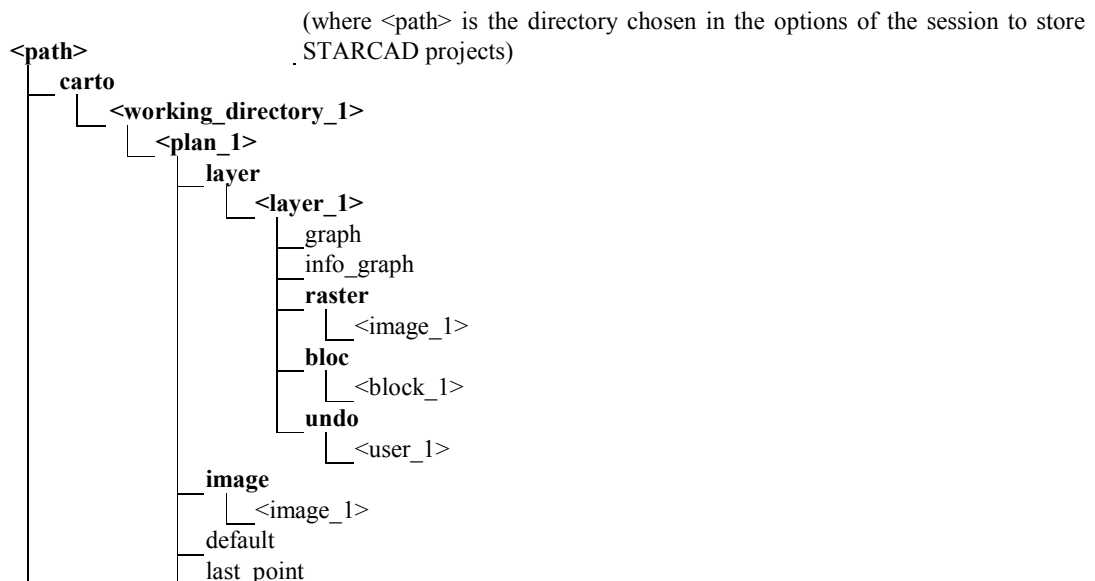 (where <path> is the directory chosen in the options of the session to store
STARCAD projects)
<path>
carto
<working_directory_1>
<plan_1>
layer
<layer_1>
graph
info_graph
raster
<image_1>
bloc
<block_1>
undo
<user_1>
image
<image_1>
default
last_point